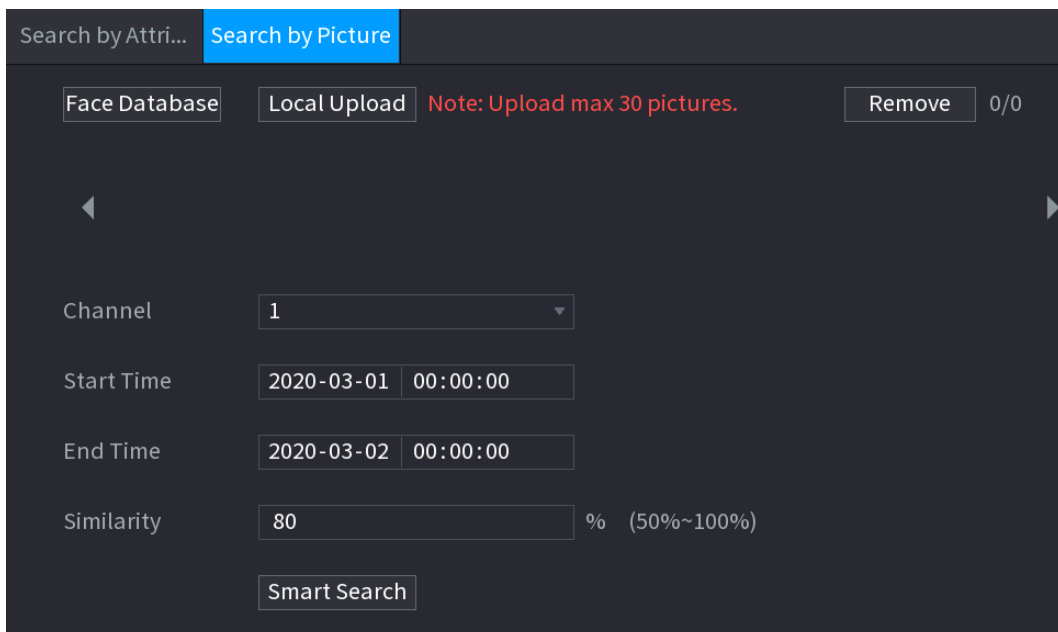 Search by Attri... Search by Picture
Face Database Local Upload Note: Upload max 30 pictures. Remove 0/0
Channel 1
Start Time 2020-03-01 00:00:00
End Time 2020-03-02 00:00:00
Similarity 80 % (50%~100%)
Smart Search